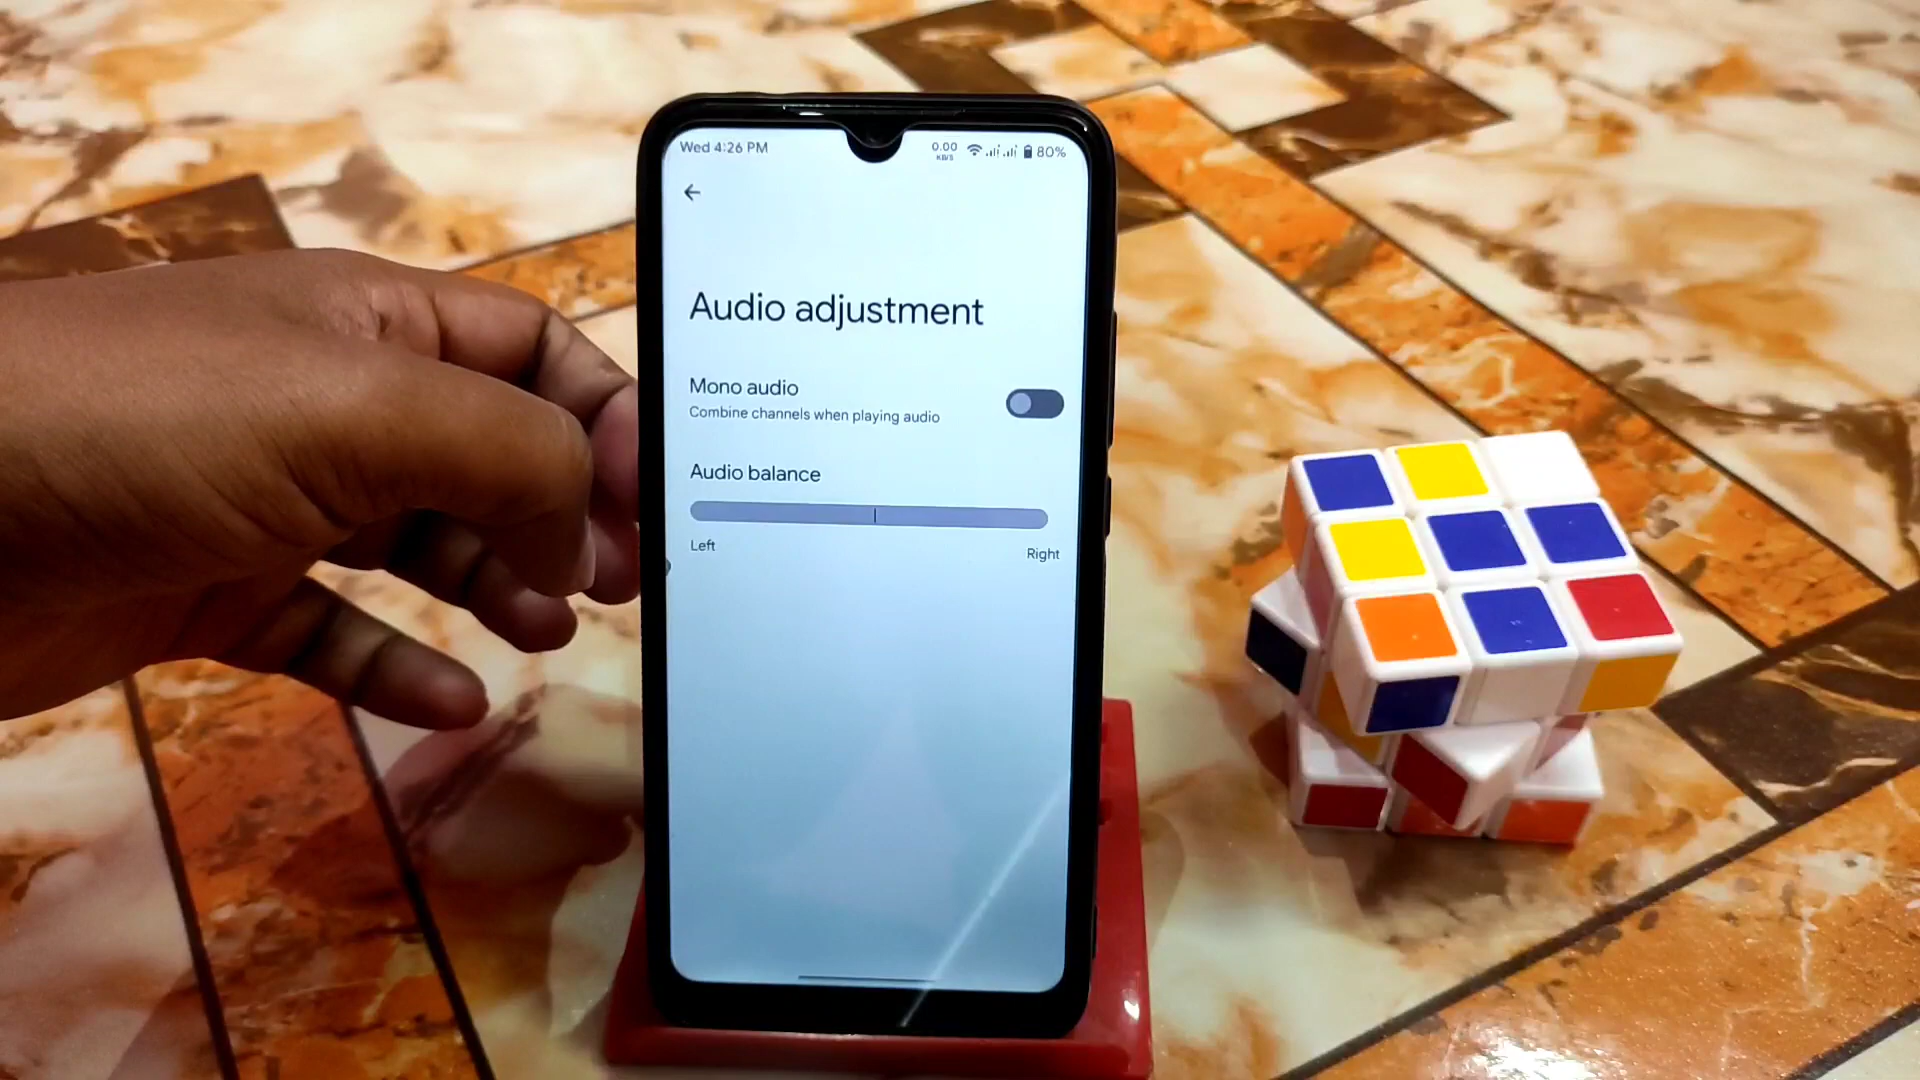 Wed 4:26 PM
0.00
KB/S
80%
Audio adjustment
Mono audio
Combine channels when playing audio
Audio balance
Left
Right